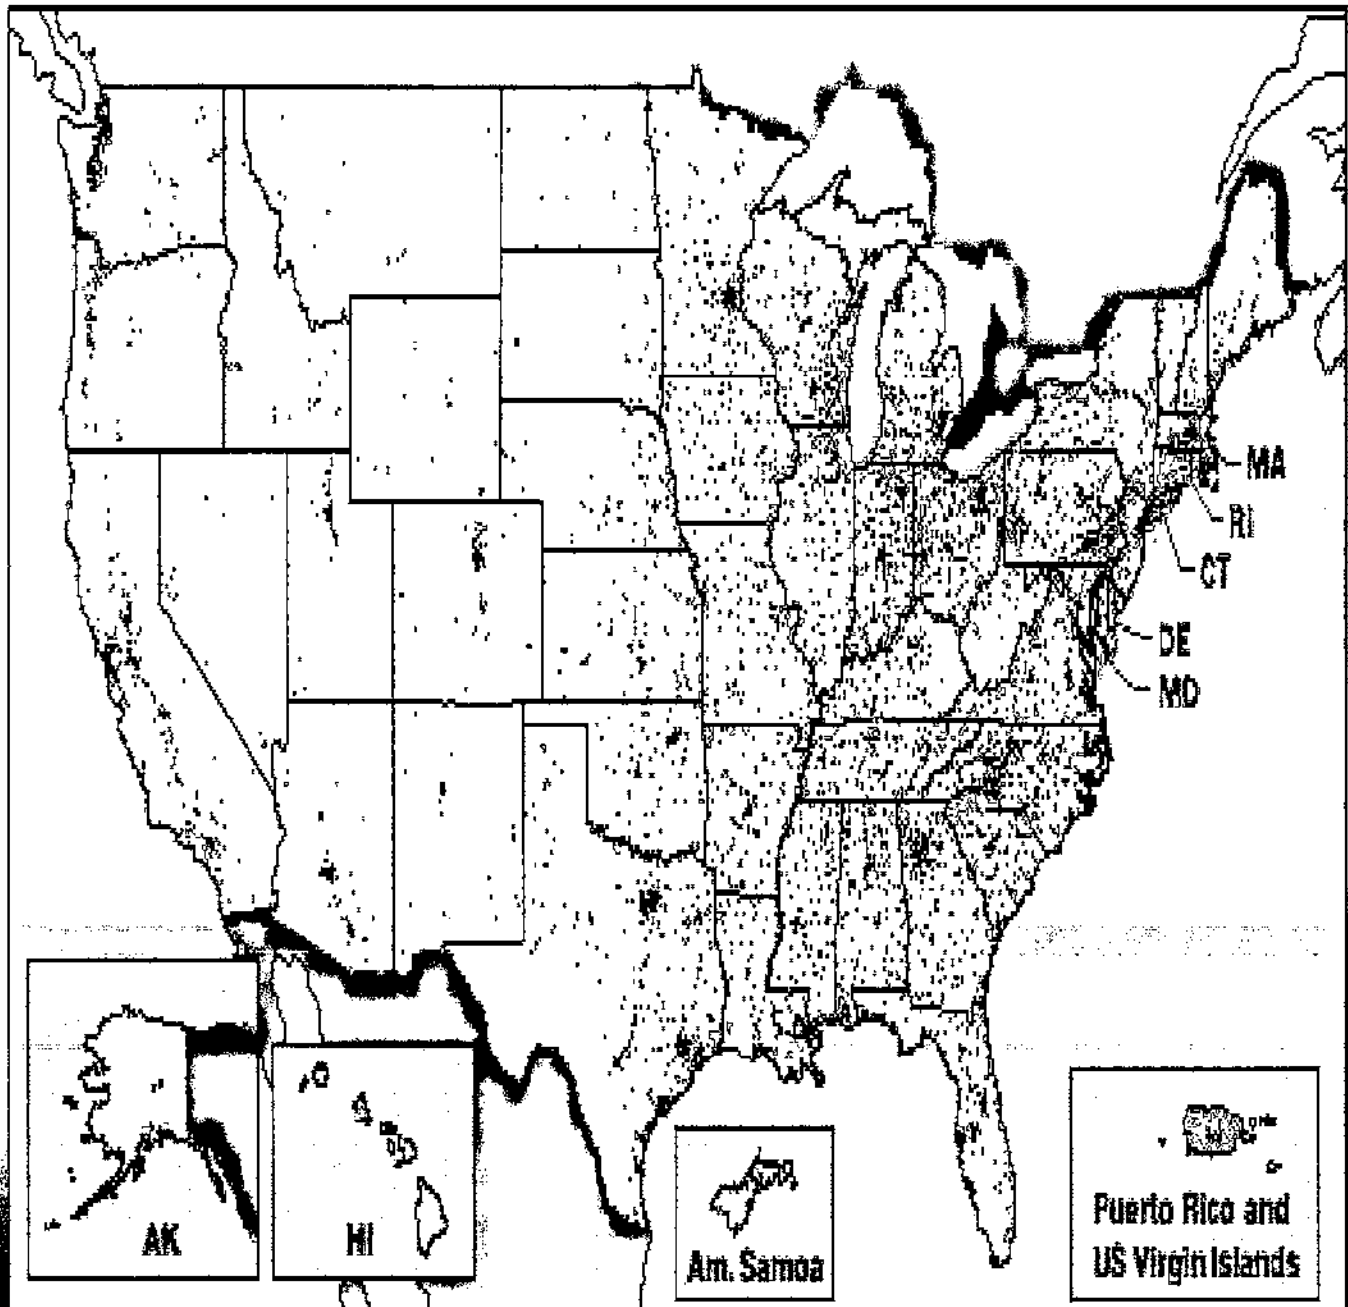 MA
RI
CT
DE
MD
AK
HI
Am. Samoa
Puerto Rico and
US Virgin Islands